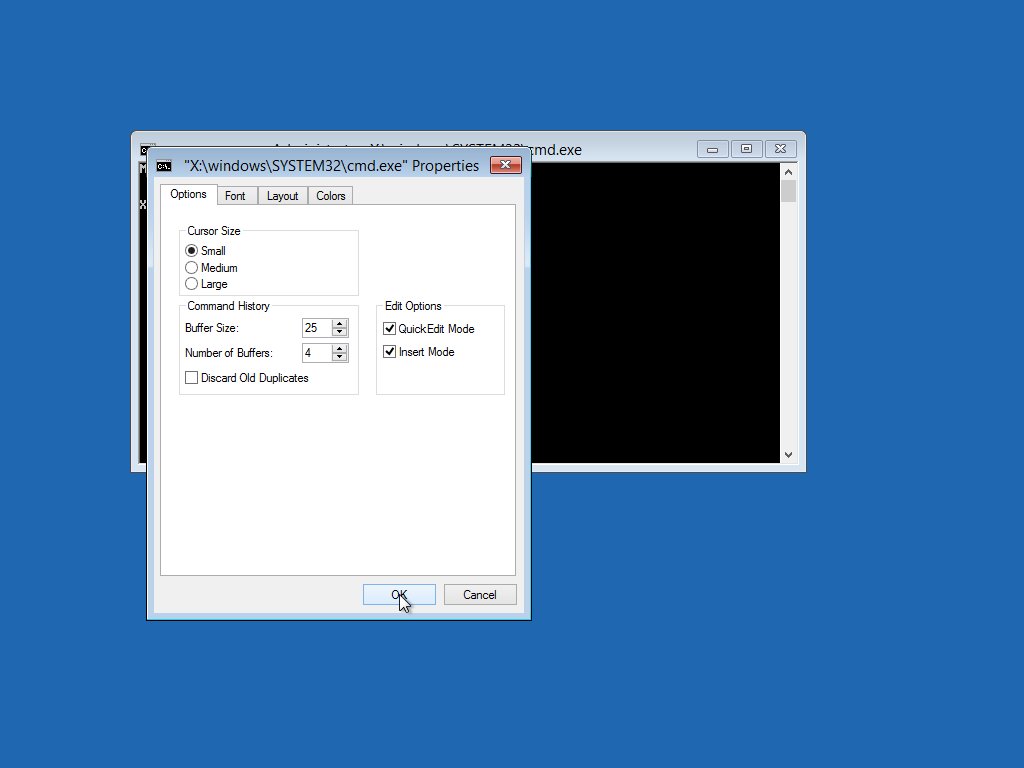 cmd.exe
"X:\windows\SYSTEM32\cmd.exe" Properties
Options Font Layout Colors
Cursor Size
Small
Medium
Large
Command History
Buffer Size: 25
Number of Buffers: 4
Discard Old Duplicates
Edit Options
QuickEdit Mode
Insert Mode
OK Cancel